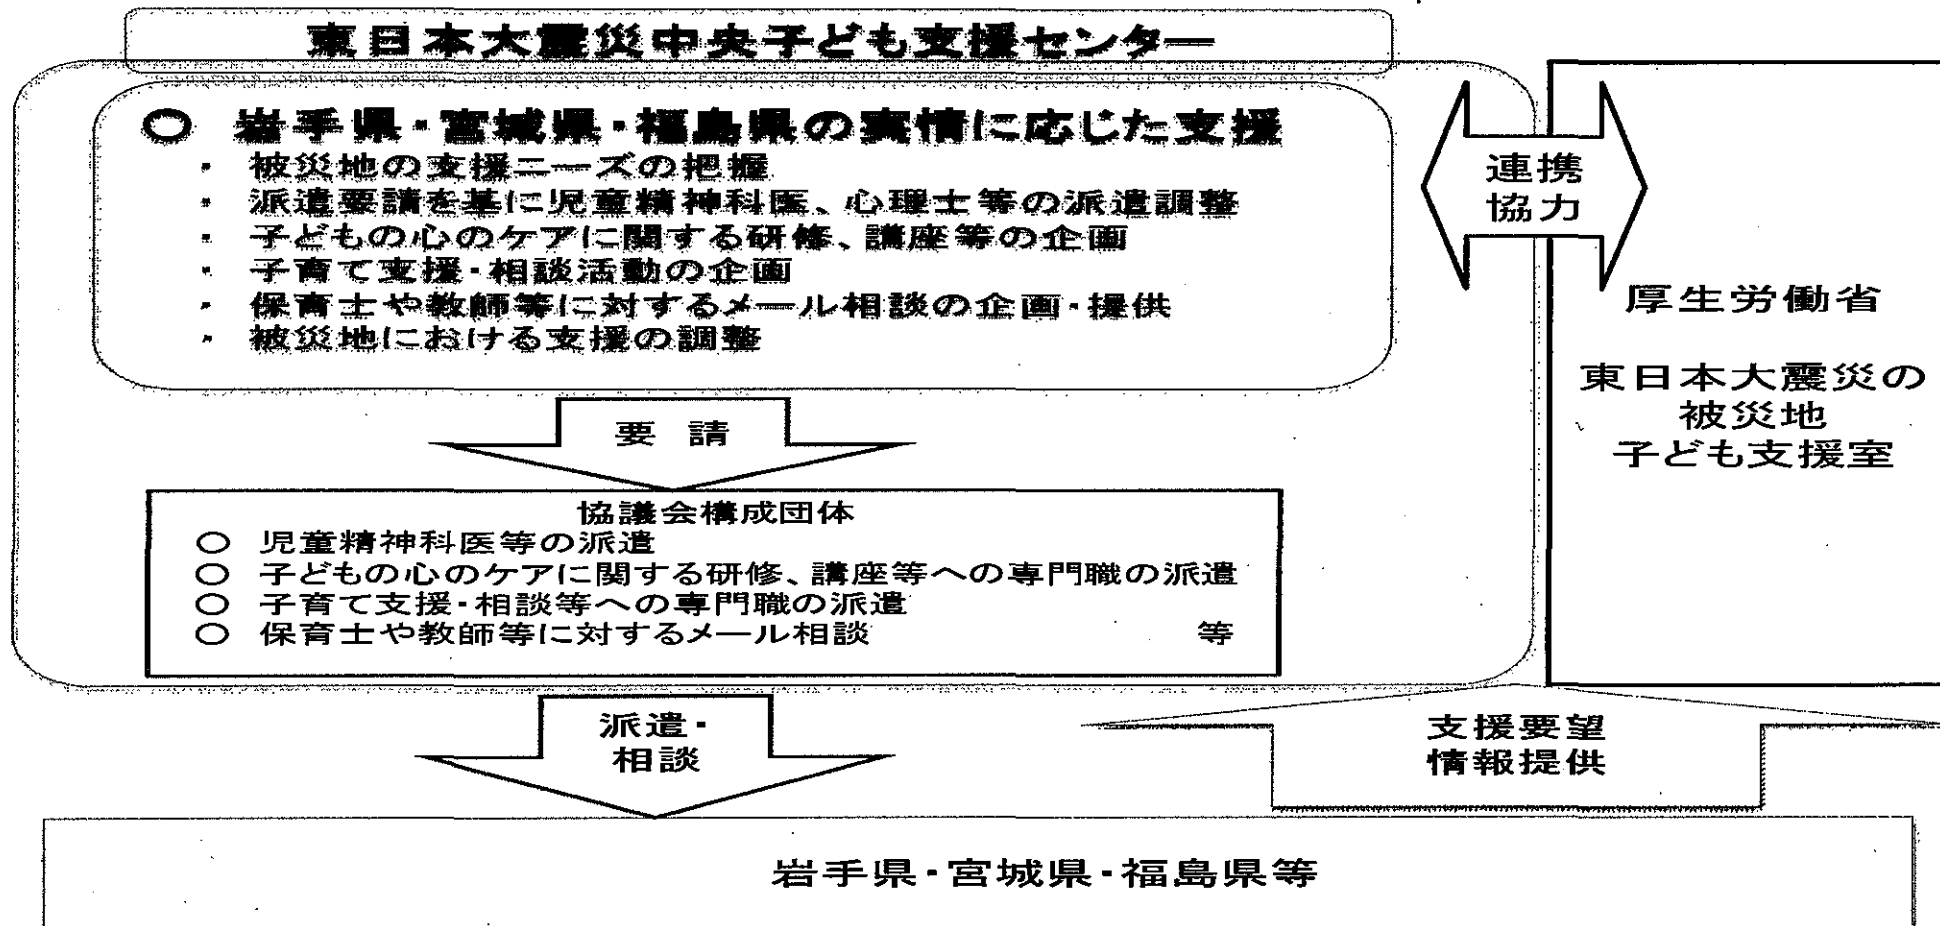 東日本大震災中央子ども支援センター
○ 岩手県・宮城県・福島県の実情に応じた支援
・ 被災地の支援ニーズの把握
・ 派遣要請を基に児童精神科医、心理士等の派遣調整
・ 子どもの心のケアに関する研修、講座等の企画
・ 子育て支援・相談活動の企画
・ 保育士や教師等に対するメール相談の企画・提供
・ 被災地における支援の調整
連携
協力
厚生労働省
東日本大震災の
被災地
子ども支援室
要 請
協議会構成団体
○ 児童精神科医等の派遣
○ 子どもの心のケアに関する研修、講座等への専門職の派遣
○ 子育て支援・相談等への専門職の派遣
○ 保育士や教師等に対するメール相談 等
派遣・
相談
支援要望
情報提供
岩手県・宮城県・福島県等